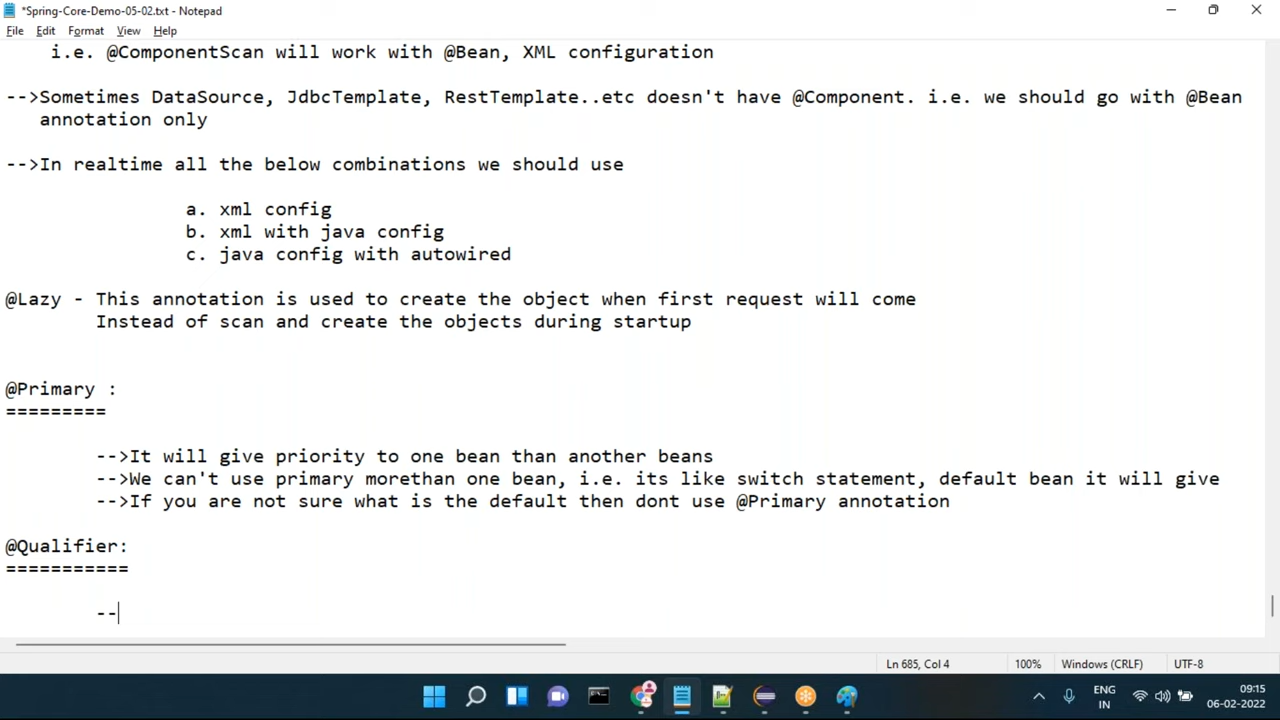 *Spring-Core-Demo-05-02.txt - Notepad
File Edit Format View Help
i.e. @ComponentScan will work with @Bean, XML configuration
-->Sometimes DataSource, JdbcTemplate, RestTemplate..etc doesn't have @Component. i.e. we should go with @Bean
annotation only
-->In realtime all the below combinations we should use
a. xml config
b. xml with java config
c. java config with autowired
@Lazy - This annotation is used to create the object when first request will come
Instead of scan and create the objects during startup
@Primary :
=========
-->It will give priority to one bean than another beans
-->We can't use primary morethan one bean, i.e. its like switch statement, default bean it will give
-->If you are not sure what is the default then dont use @Primary annotation
@Qualifier:
===========
--
Ln 685, Col 4 100% Windows (CRLF) UTF-8
ENG IN 09:15
06-02-2022